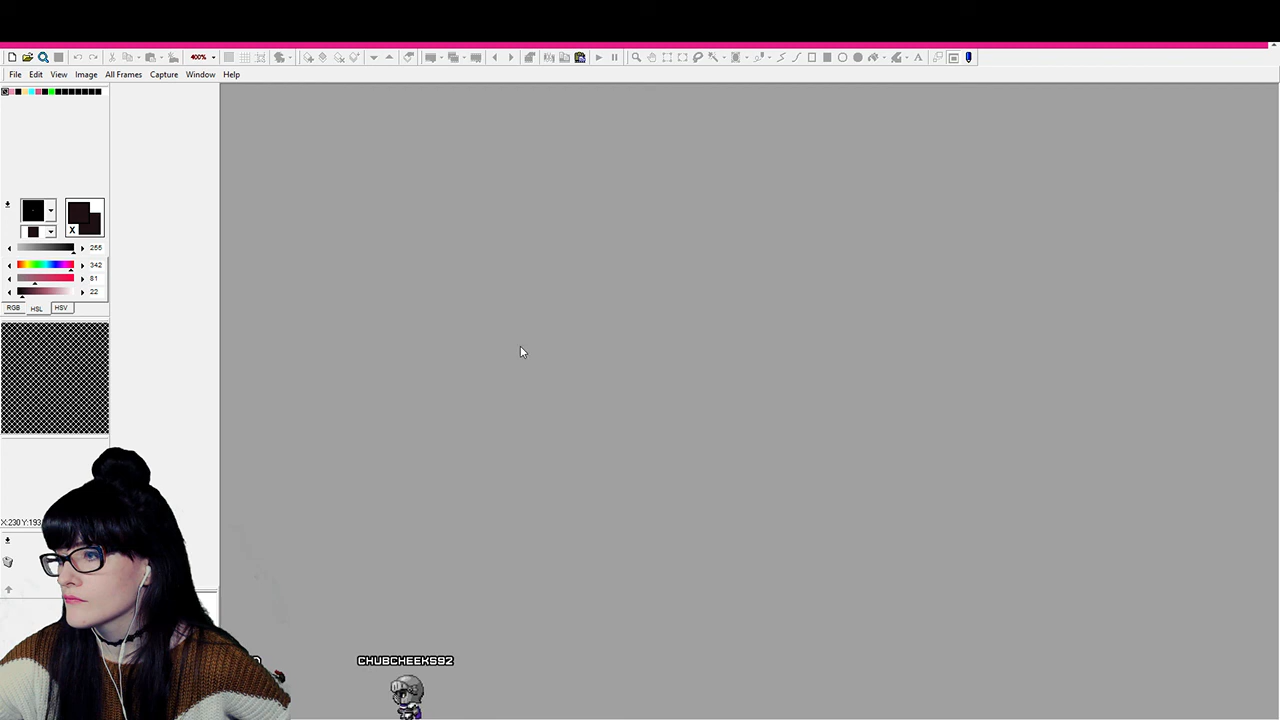 400%
File Edit View Image All Frames Capture Window Help
X
255
342
81
22
RGB HSL HSV
X:230 Y:193
CHUBCHEEKS92